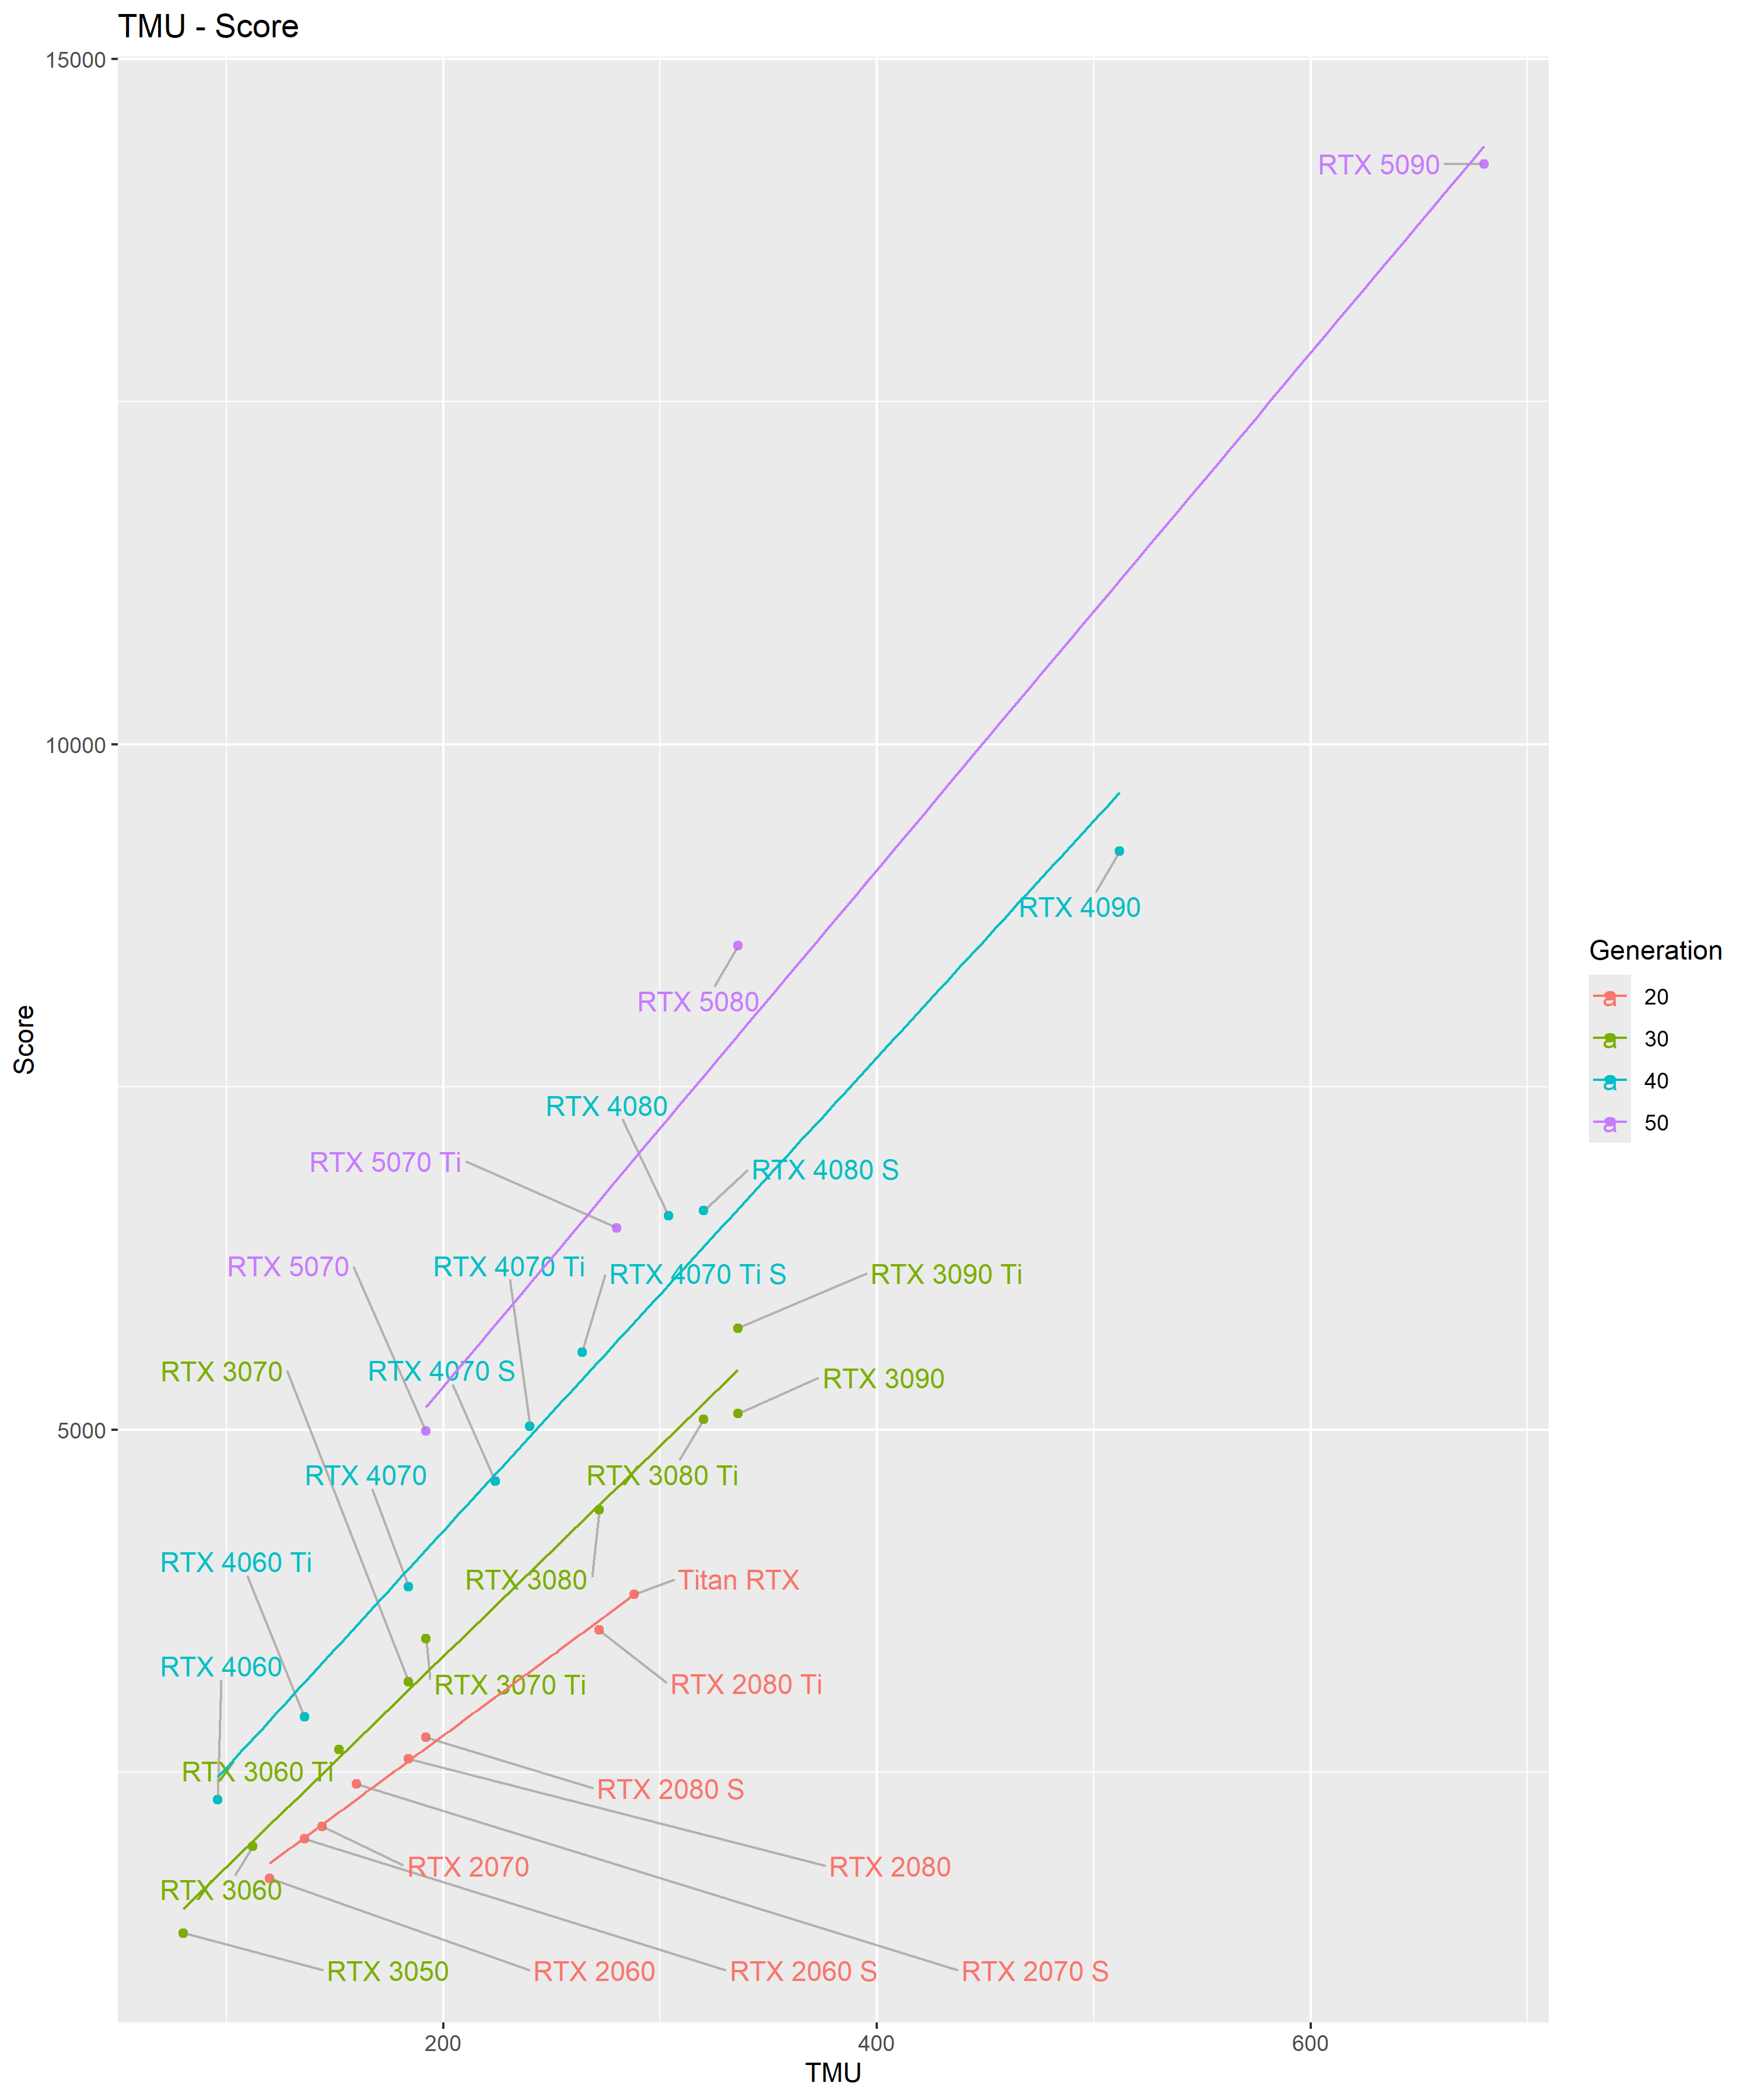 TMU - Score
15000
RTX 5090
10000
RTX 4090
Generation
RTX 5080
20
30
Score
40
RTX 4080
50
RTX 5070 Ti
RTX 4080 S
RTX 5070
RTX 4070 Ti
RTX 4070 Ti S
RTX 3090 Ti
RTX 3070
RTX 4070 S
RTX 3090
5000
RTX 4070
RTX 3080 Ti
RTX 4060 Ti
RTX 3080
Titan RTX
RTX 4060
RTX 3070 Ti
RTX 2080 Ti
RTX 3060 Ti
RTX 2080 S
RTX 2070
RTX 2080
RTX 3060
RTX 3050
RTX 2060
RTX 2060 S
RTX 2070 S
200
400
600
TMU